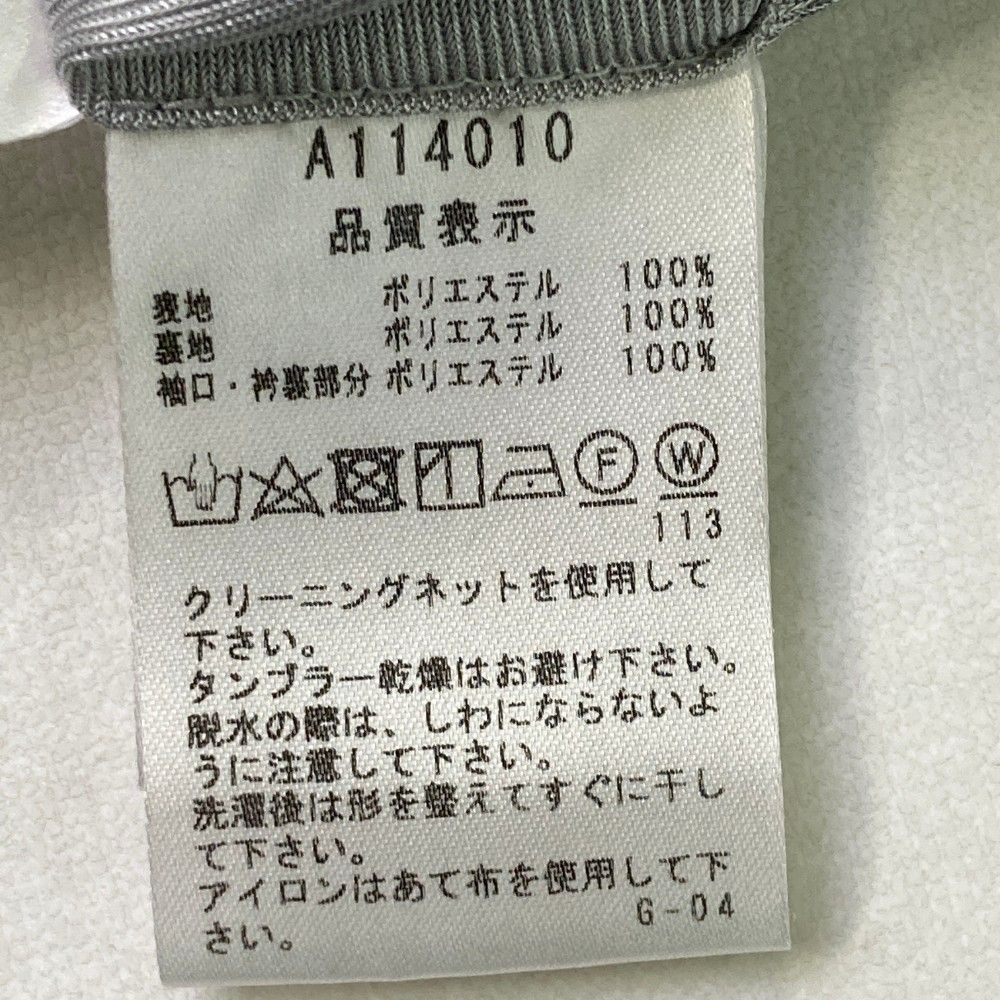 A114010
品質表示
表地 ポリエステル 100%
裏地 ポリエステル 100%
袖口・衿裏部分 ポリエステル 100%
F W
113
クリーニングネットを使用して
下さい。
タンブラー乾燥はお避け下さい。
脱水の際は、しわにならないよ
うに注意して下さい。
洗濯後は形を整えてすぐに干し
て下さい。
アイロンはあて布を使用して下
さい。
G-04